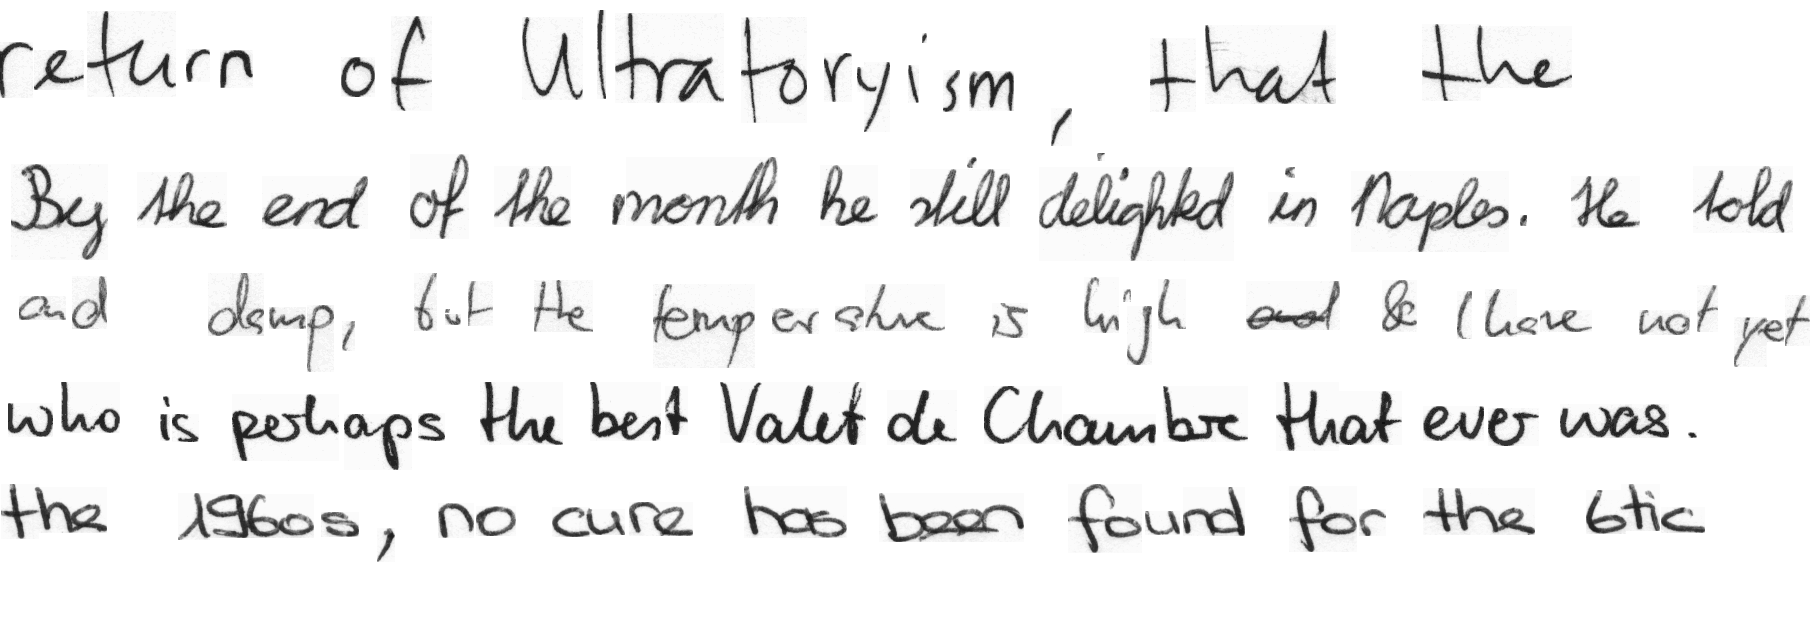 return of Ultratoryism, that the
By the end of the month he still delighted in Naples. He told
and damp, but the temperature is high and & I have not yet
who is perhaps the best Valet de Chambre that ever was.
the 1960s, no cure has been found for the 6tic